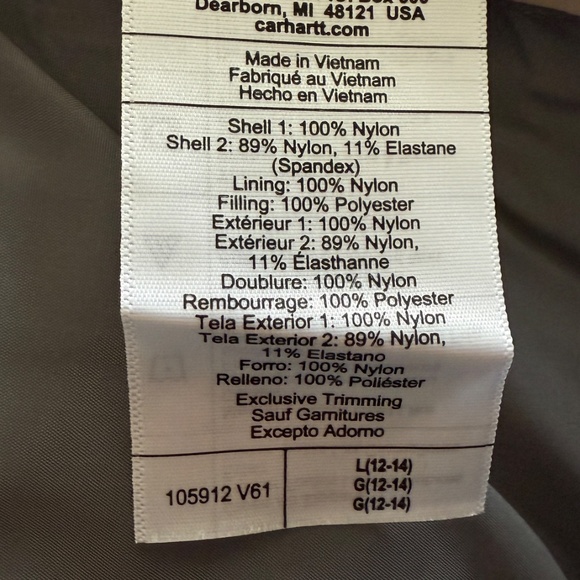 Dearborn, MI 48121 USA
carhartt.com
Made in Vietnam
Fabriqué au Vietnam
Hecho en Vietnam
Shell 1: 100% Nylon
Shell 2: 89% Nylon, 11% Elastane
(Spandex)
Lining: 100% Nylon
Filling: 100% Polyester
Extérieur 1: 100% Nylon
Extérieur 2: 89% Nylon,
11% Élasthanne
Doublure: 100% Nylon
Rembourrage: 100% Polyester
Tela Exterior 1: 100% Nylon
Tela Exterior 2: 89% Nylon,
11% Elastano
Forro: 100% Nylon
Relleno: 100% Poliéster
Exclusive Trimming
Sauf Garnitures
Excepto Adorno
105912 V61
L(12-14)
G(12-14)
G(12-14)